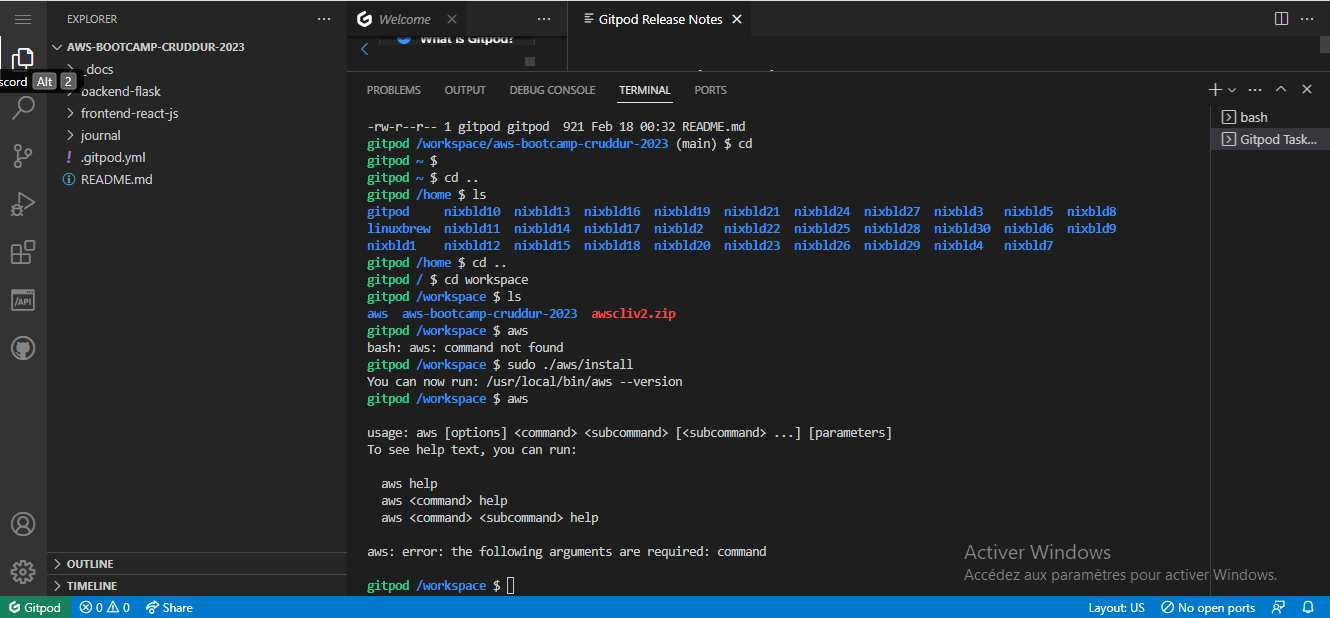 EXPLORER
AWS-BOOTCAMP-CRUDDUR-2023
_docs
scord Alt 2
backend-flask
frontend-react-js
journal
! .gitpod.yml
README.md
/API
OUTLINE
TIMELINE
Welcome
Gitpod Release Notes
What is Gitpod?
PROBLEMS OUTPUT DEBUG CONSOLE TERMINAL PORTS
-rw-r--r-- 1 gitpod gitpod  921 Feb 18 00:32 README.md
gitpod /workspace/aws-bootcamp-cruddur-2023 (main) $ cd
gitpod ~ $
gitpod ~ $ cd ..
gitpod /home $ ls
gitpod     nixbld10  nixbld13  nixbld16  nixbld19  nixbld21  nixbld24  nixbld27  nixbld3   nixbld5  nixbld8
linuxbrew  nixbld11  nixbld14  nixbld17  nixbld2   nixbld22  nixbld25  nixbld28  nixbld30  nixbld6  nixbld9
nixbld1    nixbld12  nixbld15  nixbld18  nixbld20  nixbld23  nixbld26  nixbld29  nixbld4   nixbld7
gitpod /home $ cd ..
gitpod / $ cd workspace
gitpod /workspace $ ls
aws  aws-bootcamp-cruddur-2023  awscliv2.zip
gitpod /workspace $ aws
bash: aws: command not found
gitpod /workspace $ sudo ./aws/install
You can now run: /usr/local/bin/aws --version
gitpod /workspace $ aws
usage: aws [options] <command> <subcommand> [<subcommand> ...] [parameters]
To see help text, you can run:
aws help
aws <command> help
aws <command> <subcommand> help
aws: error: the following arguments are required: command
gitpod /workspace $
bash
Gitpod Task...
Activer Windows
Accédez aux paramètres pour activer Windows.
Gitpod 0 0 Share Layout: US No open ports